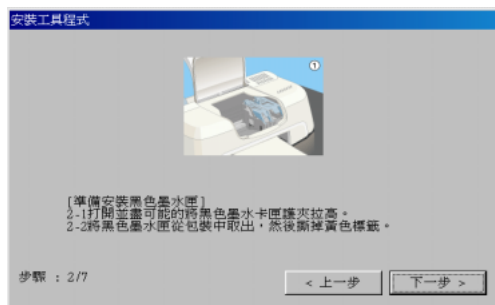 安裝工具程式
①
[準備安裝黑色墨水匣]
2-1打開並盡可能的將黑色墨水卡匣護夾拉高。
2-2將黑色墨水匣從包裝中取出，然後撕掉黃色標籤。
步驟 : 2/7
< 上一步
下一步 >